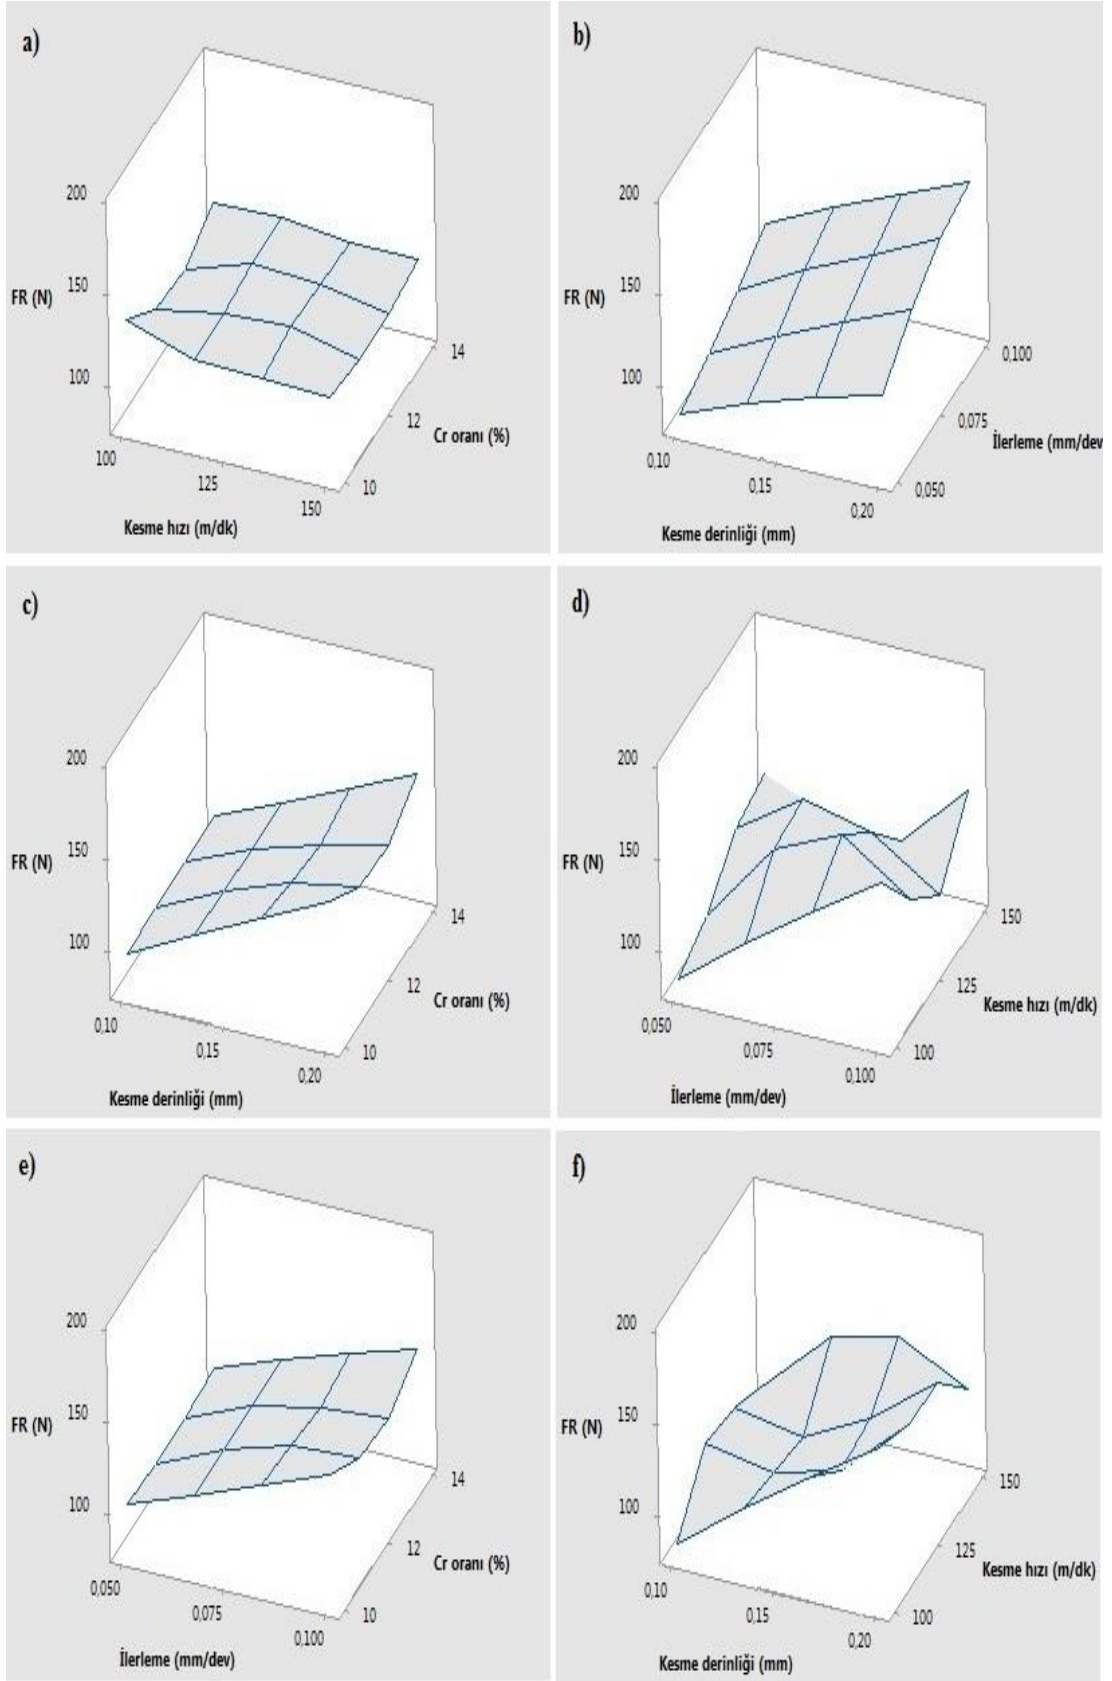 a)
200
150
100
FR (N)
100
125
150
Kesme hızı (m/dk)
14
12
10
Cr oranı (%)
b)
200
150
100
FR (N)
0,10
0,15
0,20
Kesme derinliği (mm)
0,100
0,075
0,050
İlerleme (mm/dev
c)
200
150
100
FR (N)
0,10
0,15
0,20
Kesme derinliği (mm)
14
12
10
Cr oranı (%)
d)
200
150
100
FR (N)
0,050
0,075
0,100
İlerleme (mm/dev)
150
125
100
Kesme hızı (m/dk)
e)
200
150
100
FR (N)
0,050
0,075
0,100
İlerleme (mm/dev)
14
12
10
Cr oranı (%)
f)
200
150
100
FR (N)
0,10
0,15
0,20
Kesme derinliği (mm)
150
125
100
Kesme hızı (m/dk)